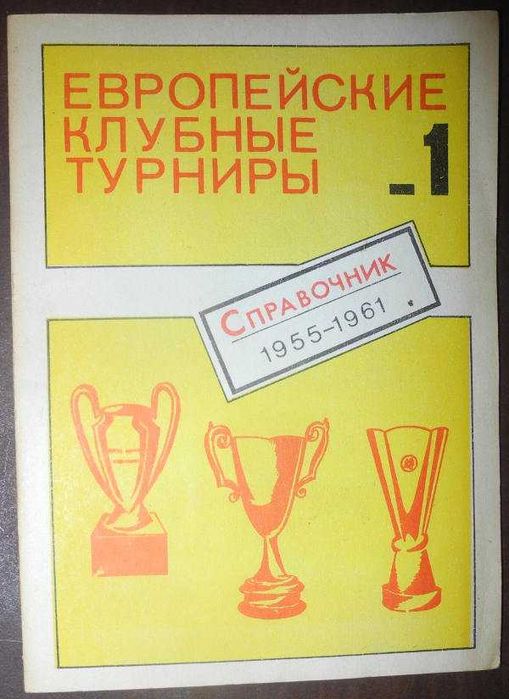 ЕВРОПЕЙСКИЕ
КЛУБНЫЕ
ТУРНИРЫ
-1
СПРАВОЧНИК
1955-1961